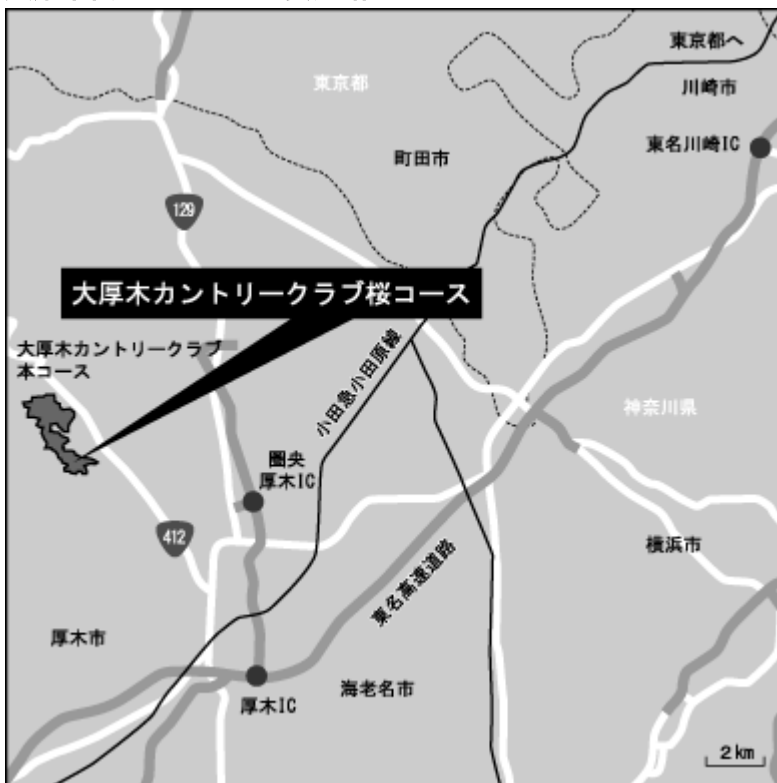 東京都へ
川崎市
東京都
東名川崎IC
町田市
129
大厚木カントリークラブ桜コース
大厚木カントリークラブ
本コース
小田急小田原線
神奈川県
圏央
厚木IC
412
横浜市
東名高速道路
厚木市
海老名市
厚木IC
2km